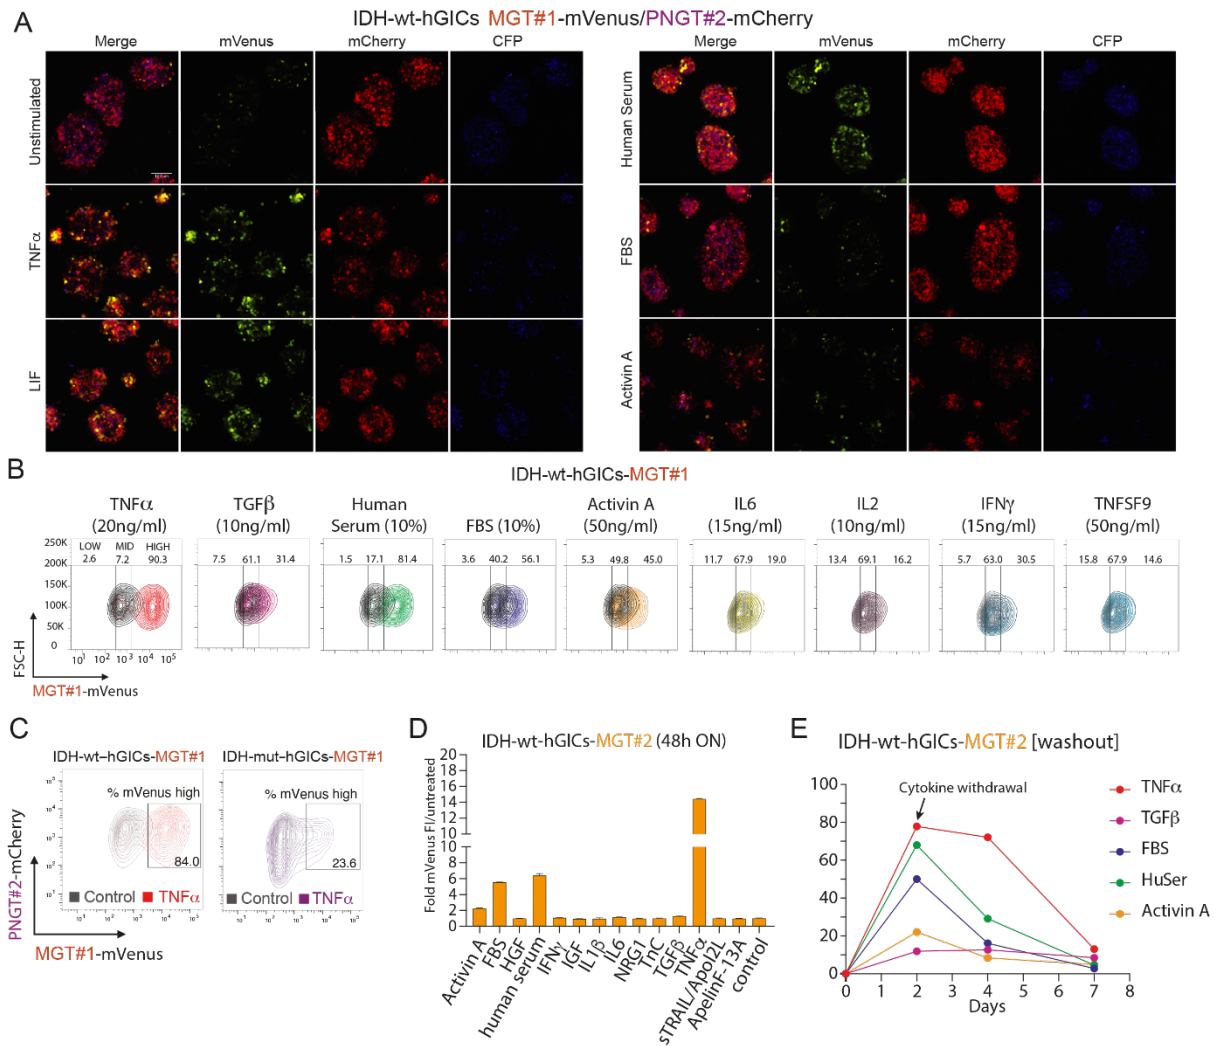 A
IDH-wt-hGICs MGT#1-mVenus/PNGT#2-mCherry
Merge mVenus mCherry CFP
Merge mVenus mCherry CFP
Unstimulated
TNFα
LIF
Human Serum
FBS
Activin A
B
IDH-wt-hGICs-MGT#1
TNFα (20ng/ml)
TGFβ (10ng/ml)
Human Serum (10%)
FBS (10%)
Activin A (50ng/ml)
IL6 (15ng/ml)
IL2 (10ng/ml)
IFNγ (15ng/ml)
TNFSF9 (50ng/ml)
LOW MID HIGH
2.6 7.2 90.3
7.5 61.1 31.4
1.5 17.1 81.4
3.6 40.2 56.1
5.3 49.8 45.0
11.7 67.9 19.0
13.4 69.1 16.2
5.7 63.0 30.5
15.8 67.9 14.6
250K
200K
150K
100K
50K
0
10¹ 10² 10³ 10⁴ 10⁵
FSC-H
MGT#1-mVenus
C
IDH-wt-hGICs-MGT#1
IDH-mut-hGICs-MGT#1
% mVenus high
84.0
Control TNFα
% mVenus high
23.6
Control TNFα
PNGT#2-mCherry
MGT#1-mVenus
D
IDH-wt-hGICs-MGT#2 (48h ON)
Fold mVenus FI/untreated
20
18
16
14
12
10
8
6
4
2
0
Activin A
FBS
HGF
human serum
IFNγ
IGF
IL1β
IL6
NRG1
TnC
TGFβ
TNFα
sTRAIL/Apol2L
ApelinF-13A
control
E
IDH-wt-hGICs-MGT#2 [washout]
100
80
60
40
20
0
Cytokine withdrawal
0 1 2 3 4 5 6 7 8
Days
TNFα
TGFβ
FBS
HuSer
Activin A